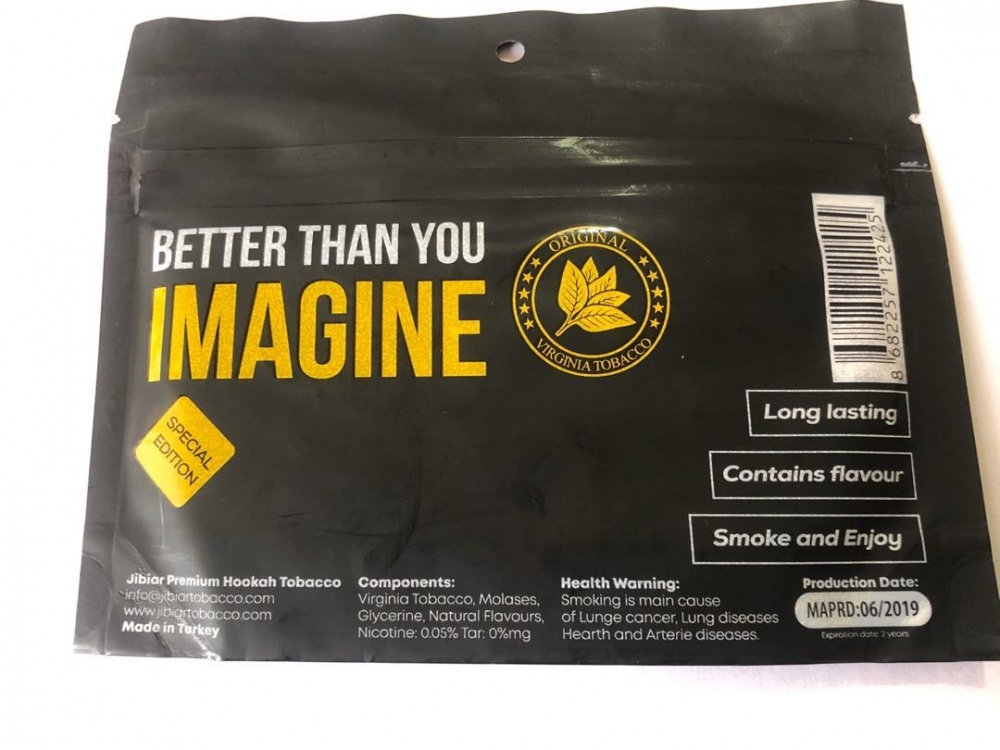 BETTER THAN YOU
IMAGINE
ORIGINAL
VIRGINIA TOBACCO
8 682257 122425
SPECIAL
EDITION
Long lasting
Contains flavour
Smoke and Enjoy
Jibiar Premium Hookah Tobacco
info@jibiartobacco.com
www.jibiartobacco.com
Made in Turkey
Components:
Virginia Tobacco, Molases,
Glycerine, Natural Flavours,
Nicotine: 0.05% Tar: 0%mg
Health Warning:
Smoking is main cause
of Lunge cancer, Lung diseases
Hearth and Arterie diseases.
Production Date:
MAPRD:06/2019
Expiration date 2 years